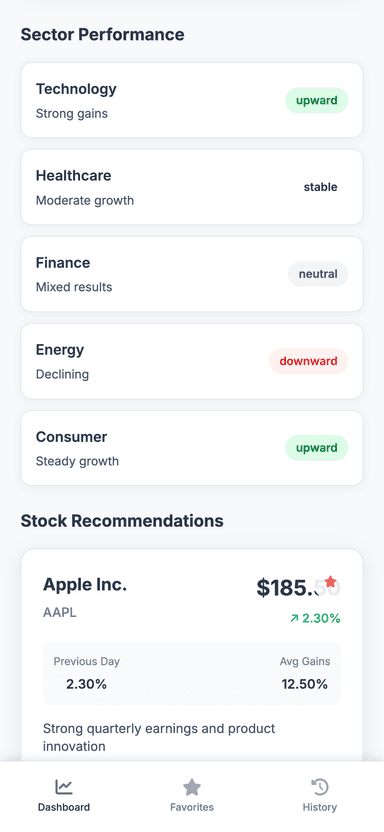 Sector Performance
Technology
upward
Strong gains
Healthcare
stable
Moderate growth
Finance
neutral
Mixed results
Energy
downward
Declining
Consumer
upward
Steady growth
Stock Recommendations
Apple Inc.
AAPL
↗ 2.30%
Previous Day
Avg Gains
2.30%
12.50%
Strong quarterly earnings and product
innovation
Dashboard
Favorites
History